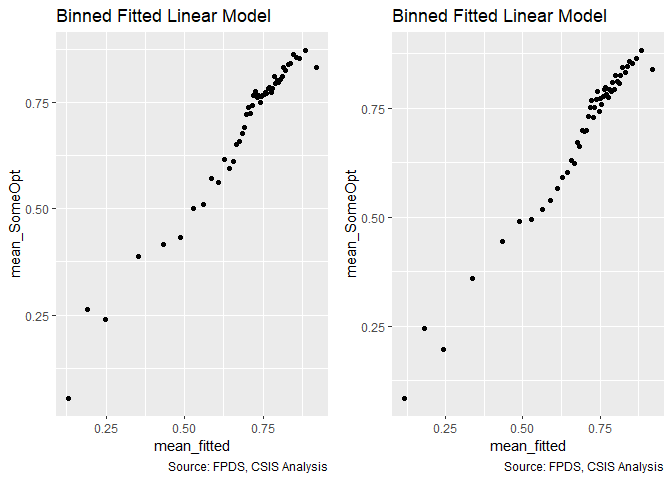 Binned Fitted Linear Model
mean_SomeOpt
0.75
0.50
0.25
0.25
0.50
0.75
mean_fitted
Source: FPDS, CSIS Analysis
Binned Fitted Linear Model
mean_SomeOpt
0.75
0.50
0.25
0.25
0.50
0.75
mean_fitted
Source: FPDS, CSIS Analysis